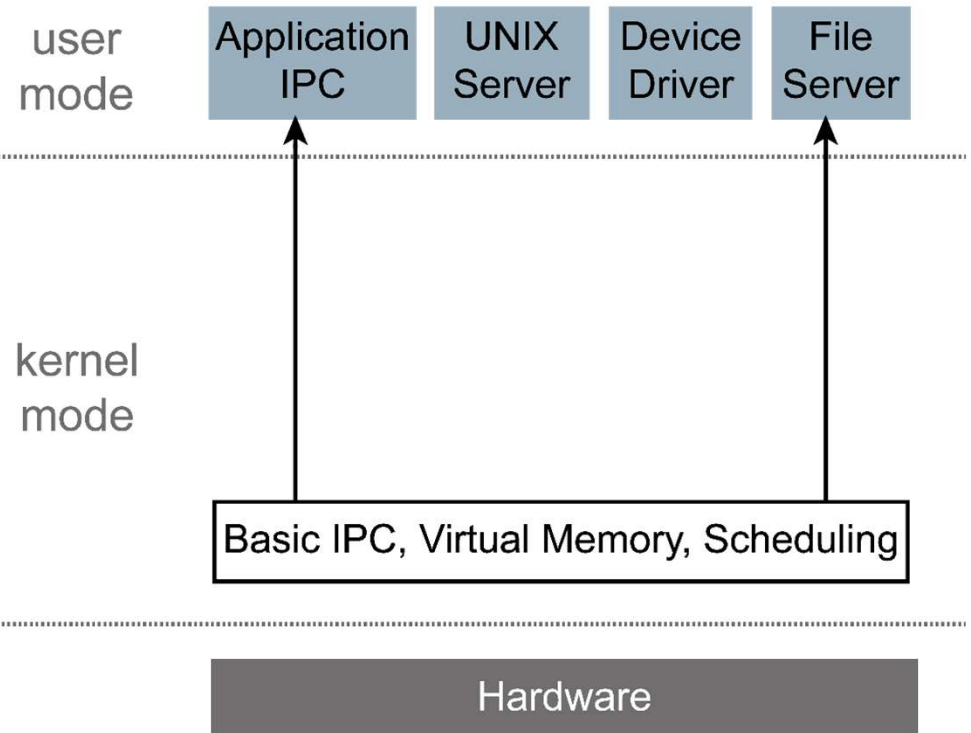 user
mode
Application
IPC
UNIX
Server
Device
Driver
File
Server
kernel
mode
Basic IPC, Virtual Memory, Scheduling
Hardware